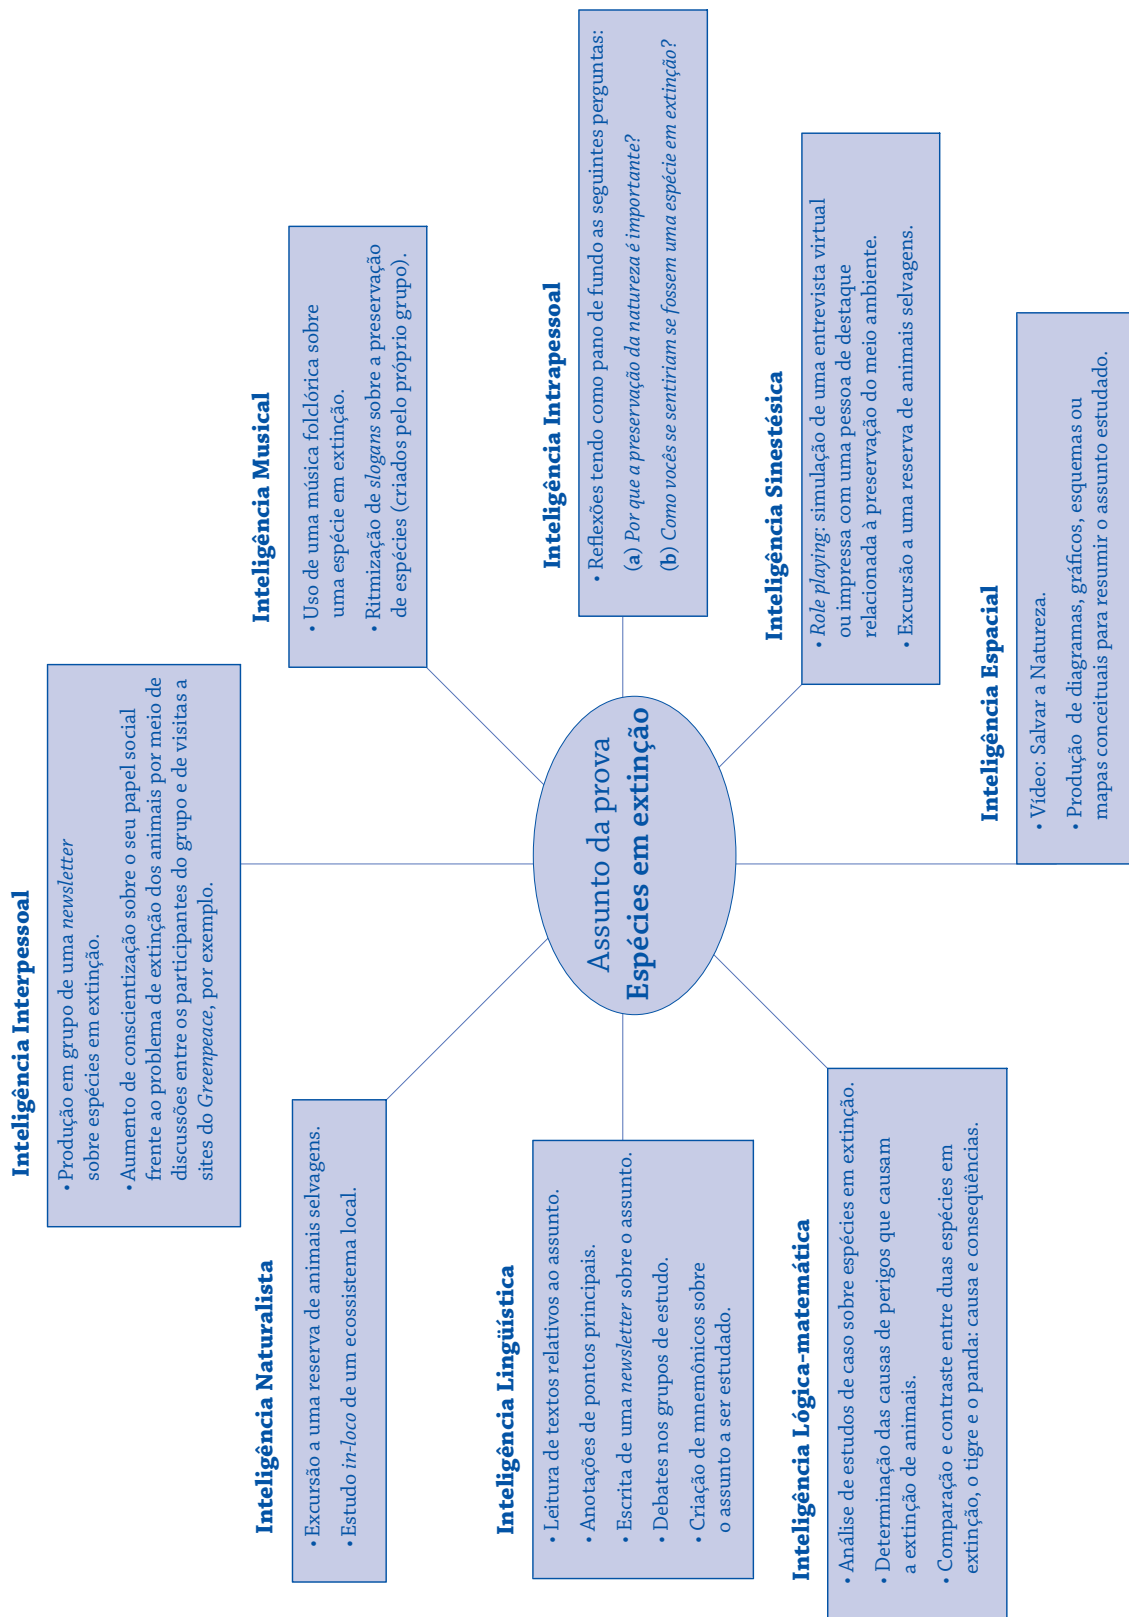 Inteligência Interpessoal
• Produção em grupo de uma newsletter
sobre espécies em extinção.
• Aumento de conscientização sobre o seu papel social
frente ao problema de extinção dos animais por meio de
discussões entre os participantes do grupo e de visitas a
sites do Greenpeace, por exemplo.
Inteligência Naturalista
• Excursão a uma reserva de animais selvagens.
• Estudo in-loco de um ecossistema local.
Inteligência Musical
• Uso de uma música folclórica sobre
uma espécie em extinção.
• Ritmização de slogans sobre a preservação
de espécies (criados pelo próprio grupo).
Inteligência Lingüística
• Leitura de textos relativos ao assunto.
• Anotações de pontos principais.
• Escrita de uma newsletter sobre o assunto.
• Debates nos grupos de estudo.
• Criação de mnemônicos sobre
o assunto a ser estudado.
Assunto da prova
Espécies em extinção
Inteligência Intrapessoal
• Reflexões tendo como pano de fundo as seguintes perguntas:
(a) Por que a preservação da natureza é importante?
(b) Como vocês se sentiriam se fossem uma espécie em extinção?
Inteligência Lógica-matemática
• Análise de estudos de caso sobre espécies em extinção.
• Determinação das causas de perigos que causam
a extinção de animais.
• Comparação e contraste entre duas espécies em
extinção, o tigre e o panda: causa e conseqüências.
Inteligência Sinestésica
• Role playing: simulação de uma entrevista virtual
ou impressa com uma pessoa de destaque
relacionada à preservação do meio ambiente.
• Excursão a uma reserva de animais selvagens.
Inteligência Espacial
• Vídeo: Salvar a Natureza.
• Produção de diagramas, gráficos, esquemas ou
mapas conceituais para resumir o assunto estudado.